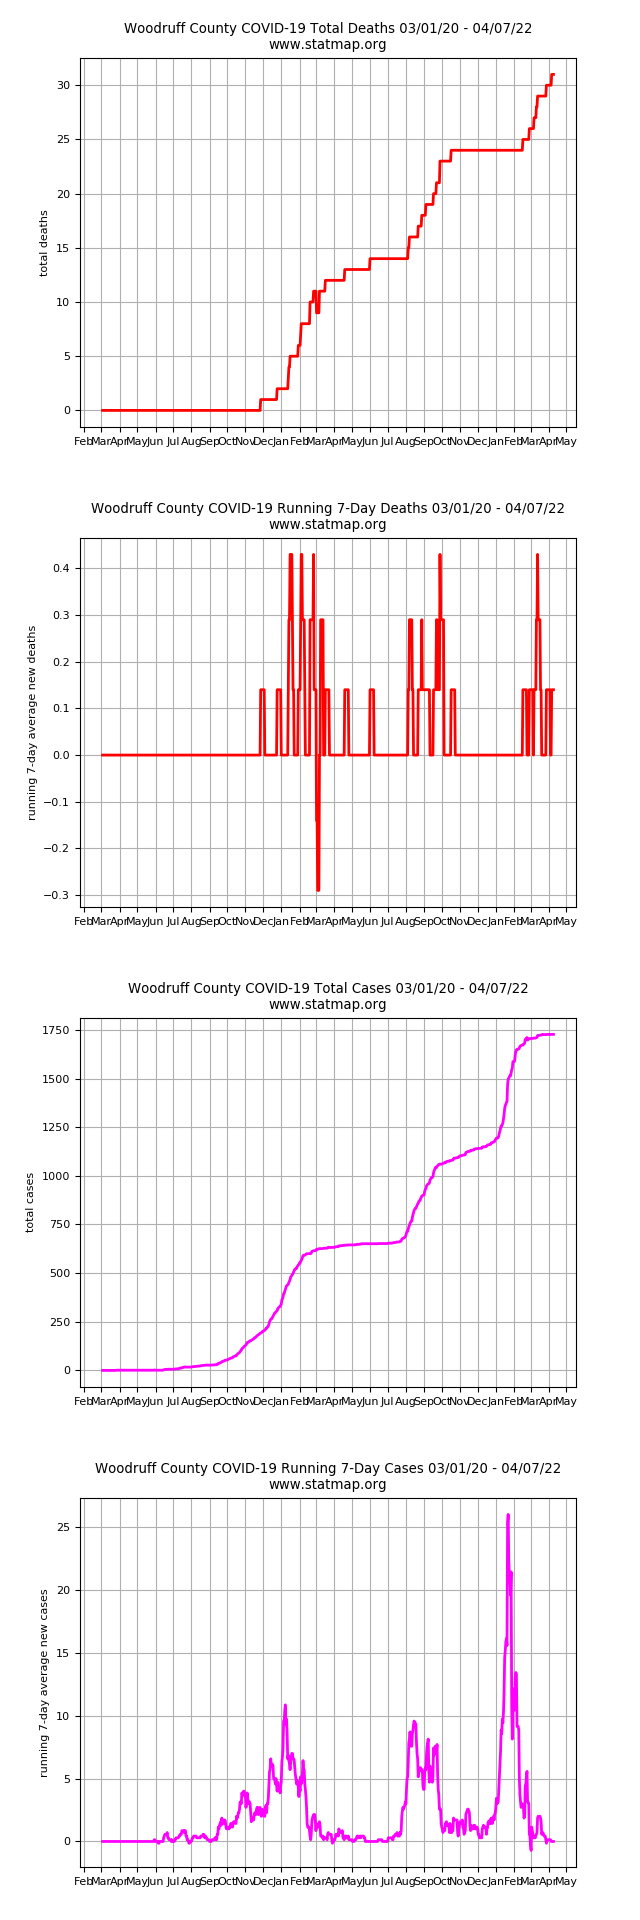 Woodruff County COVID-19 Total Deaths 03/01/20 - 04/07/22
www.statmap.org
30
25
20
15
10
5
0
total deaths
Feb Mar Apr May Jun Jul Aug Sep Oct Nov Dec Jan Feb Mar Apr May Jun Jul Aug Sep Oct Nov Dec Jan Feb Mar Apr May
Woodruff County COVID-19 Running 7-Day Deaths 03/01/20 - 04/07/22
www.statmap.org
0.4
0.3
0.2
0.1
0.0
−0.1
−0.2
−0.3
running 7-day average new deaths
Feb Mar Apr May Jun Jul Aug Sep Oct Nov Dec Jan Feb Mar Apr May Jun Jul Aug Sep Oct Nov Dec Jan Feb Mar Apr May
Woodruff County COVID-19 Total Cases 03/01/20 - 04/07/22
www.statmap.org
1750
1500
1250
1000
750
500
250
0
total cases
Feb Mar Apr May Jun Jul Aug Sep Oct Nov Dec Jan Feb Mar Apr May Jun Jul Aug Sep Oct Nov Dec Jan Feb Mar Apr May
Woodruff County COVID-19 Running 7-Day Cases 03/01/20 - 04/07/22
www.statmap.org
25
20
15
10
5
0
running 7-day average new cases
Feb Mar Apr May Jun Jul Aug Sep Oct Nov Dec Jan Feb Mar Apr May Jun Jul Aug Sep Oct Nov Dec Jan Feb Mar Apr May